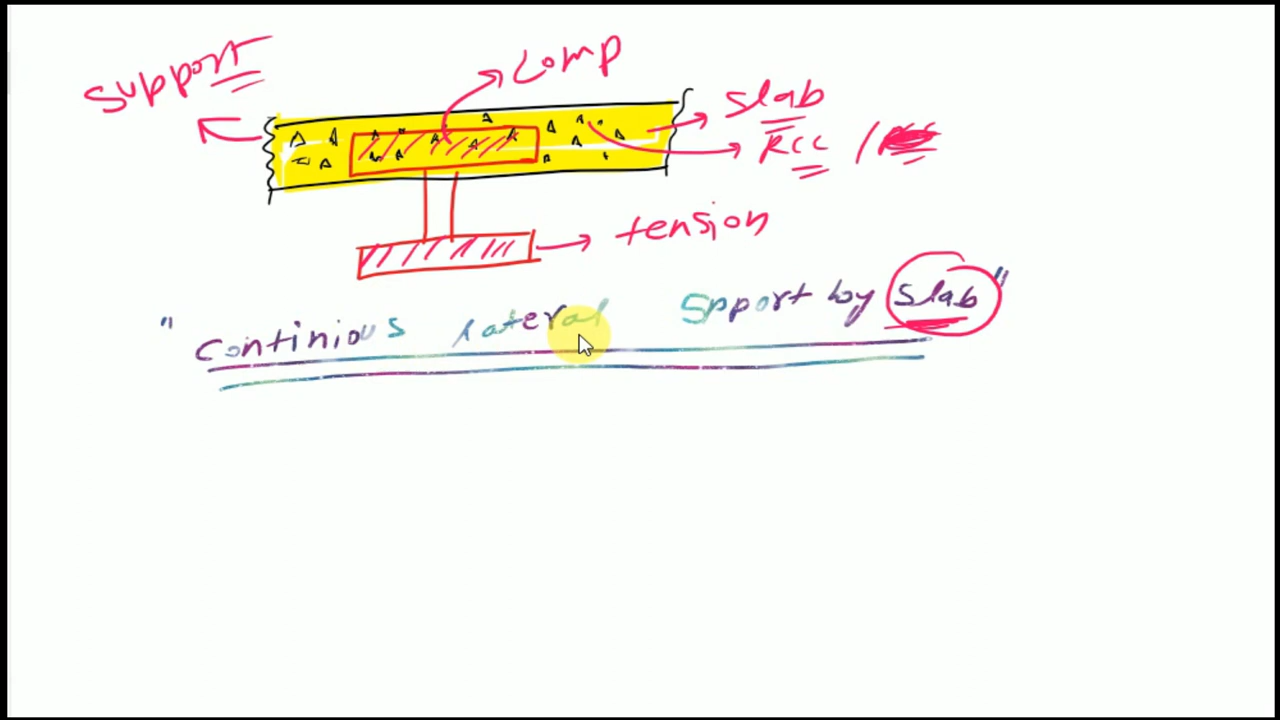 support
comp
slab
RCC /
tension
" continious lateral spport by slab "